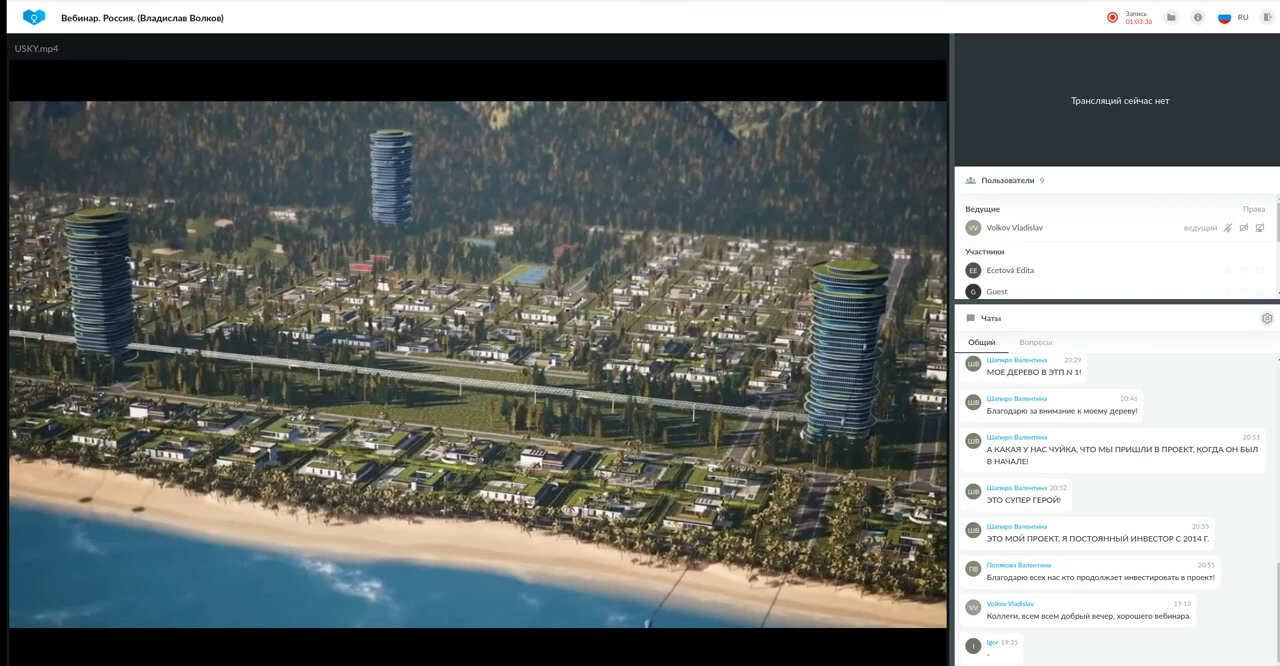 Вебинар. Россия. (Владислав Волков)
Запись
01:03:36
RU
USKY.mp4
Трансляций сейчас нет
Пользователи 9
Ведущие Права
VV Volkov Vladislav ведущий
Участники
EE Ecetová Edita
G Guest
Чаты
Общий Вопросы
ШВ Шапиро Валентина 20:29
МОЕ ДЕРЕВО В ЭТП N 1!
ШВ Шапиро Валентина 20:46
Благодарю за внимание к моему дереву!
ШВ Шапиро Валентина 20:51
А КАКАЯ У НАС ЧУЙКА, ЧТО МЫ ПРИШЛИ В ПРОЕКТ, КОГДА ОН БЫЛ
В НАЧАЛЕ!
ШВ Шапиро Валентина 20:52
ЭТО СУПЕР ГЕРОЙ!
ШВ Шапиро Валентина 20:55
ЭТО МОЙ ПРОЕКТ, Я ПОСТОЯННЫЙ ИНВЕСТОР С 2014 Г.
ПВ Полякова Валентина 20:55
Благодарю всех нас кто продолжает инвестировать в проект!
VV Volkov Vladislav 19:13
Коллеги, всем всем добрый вечер, хорошего вебинара.
I Igor 19:35
-